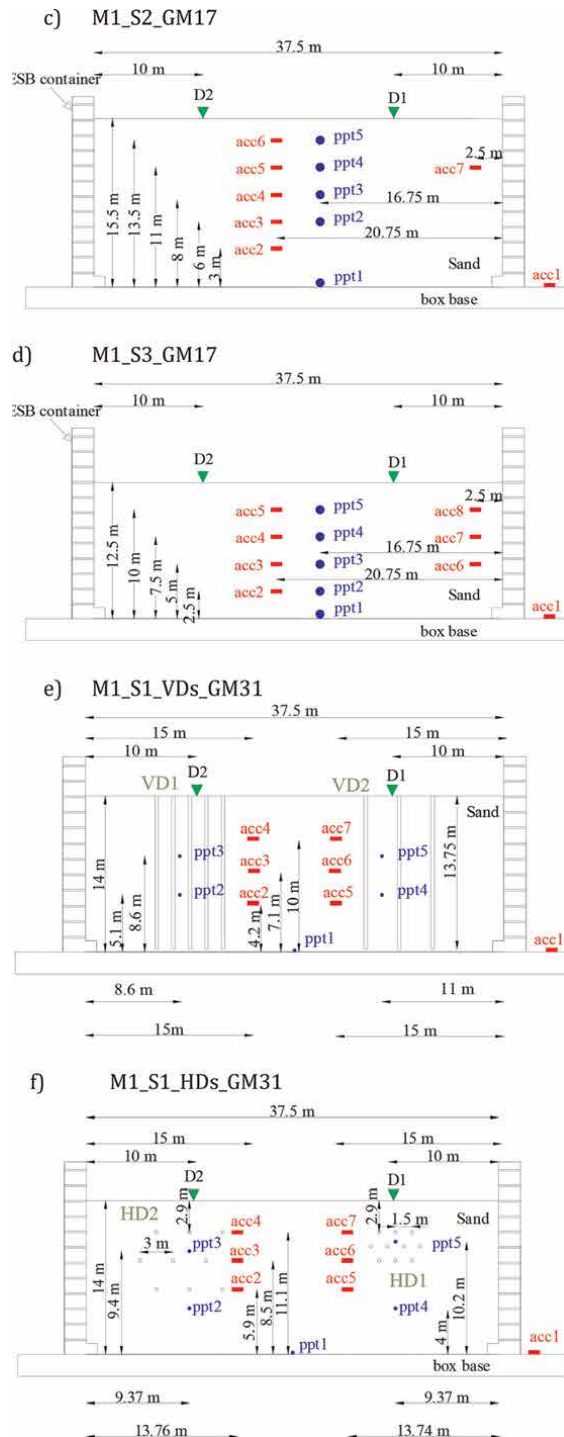 c) M1_S2_GM17
37.5 m
ESB container
10 m
10 m
D2
D1
acc6
ppt5
2.5 m
acc5
ppt4
acc7
acc4
ppt3
16.75 m
acc3
ppt2
20.75 m
acc2
15.5 m
13.5 m
11 m
8 m
6 m
3 m
Sand
ppt1
acc1
box base
d) M1_S3_GM17
37.5 m
ESB container
10 m
10 m
D2
D1
2.5 m
acc5
ppt5
acc8
acc4
ppt4
acc7
16.75 m
acc3
ppt3
acc6
20.75 m
acc2
ppt2
Sand
12.5 m
10 m
7.5 m
5 m
2.5 m
ppt1
acc1
box base
e) M1_S1_VDs_GM31
37.5 m
15 m
15 m
10 m
10 m
VD1
D2
VD2
D1
Sand
acc4
acc7
ppt3
ppt5
acc3
acc6
ppt2
acc2
acc5
ppt4
14 m
5.1 m
8.6 m
4.2 m
7.1 m
10 m
13.75 m
ppt1
acc1
8.6 m
11 m
15m
15 m
f) M1_S1_HDs_GM31
37.5 m
15 m
15 m
10 m
10 m
D2
D1
HD2
2.9 m
acc4
acc7
2.9 m
1.5 m
Sand
3 m
ppt3
acc3
acc6
ppt5
acc2
acc5
HD1
ppt2
ppt4
14 m
9.4 m
5.9 m
8.5 m
11.1 m
4 m
10.2 m
ppt1
acc1
box base
9.37 m
9.37 m
13.76 m
13.74 m